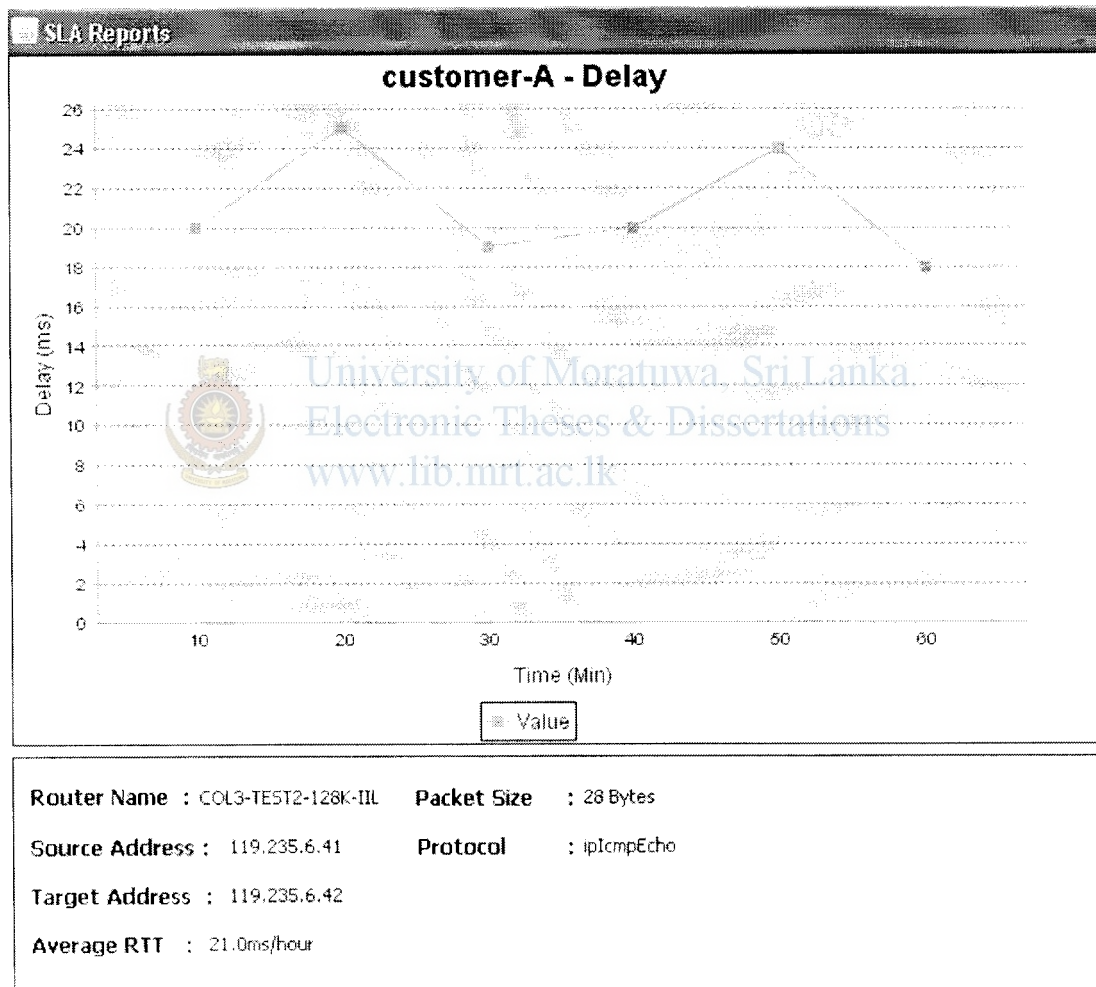 SLA Reports
customer-A - Delay
26
24
22
20
18
16
14
12
10
8
6
4
2
0
Delay (ms)
10 20 30 40 50 60
Time (Min)
Value
University of Moratuwa, Sri Lanka.
Electronic Theses & Dissertations
www.lib.mrt.ac.lk
Router Name : COL3-TEST2-128K-IIL Packet Size : 28 Bytes
Source Address : 119.235.6.41 Protocol : ipIcmpEcho
Target Address : 119.235.6.42
Average RTT : 21.0ms/hour